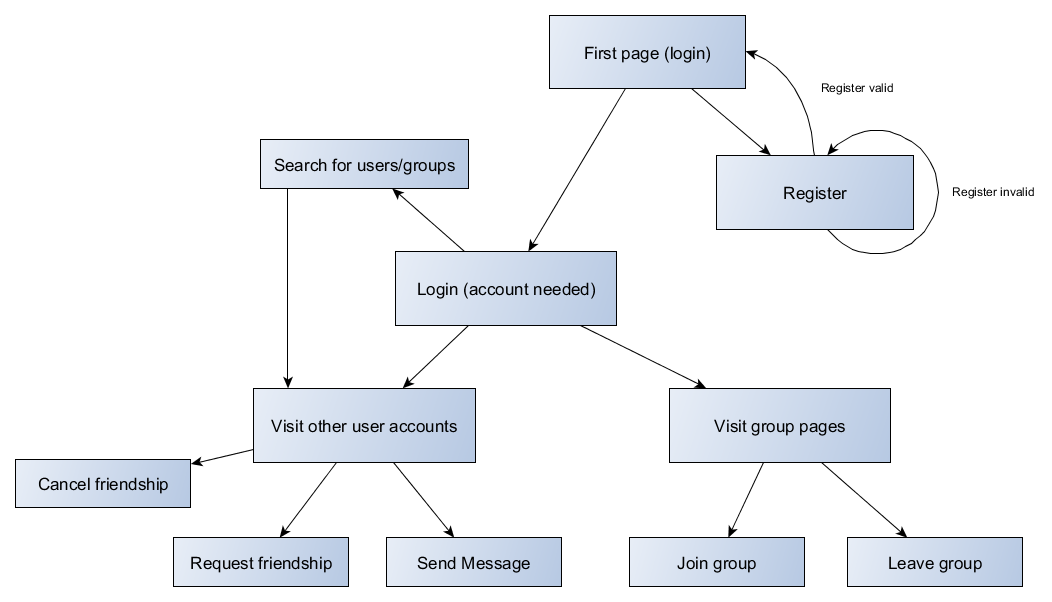 First page (login)
Register valid
Search for users/groups
Register
Register invalid
Login (account needed)
Visit other user accounts
Visit group pages
Cancel friendship
Request friendship
Send Message
Join group
Leave group